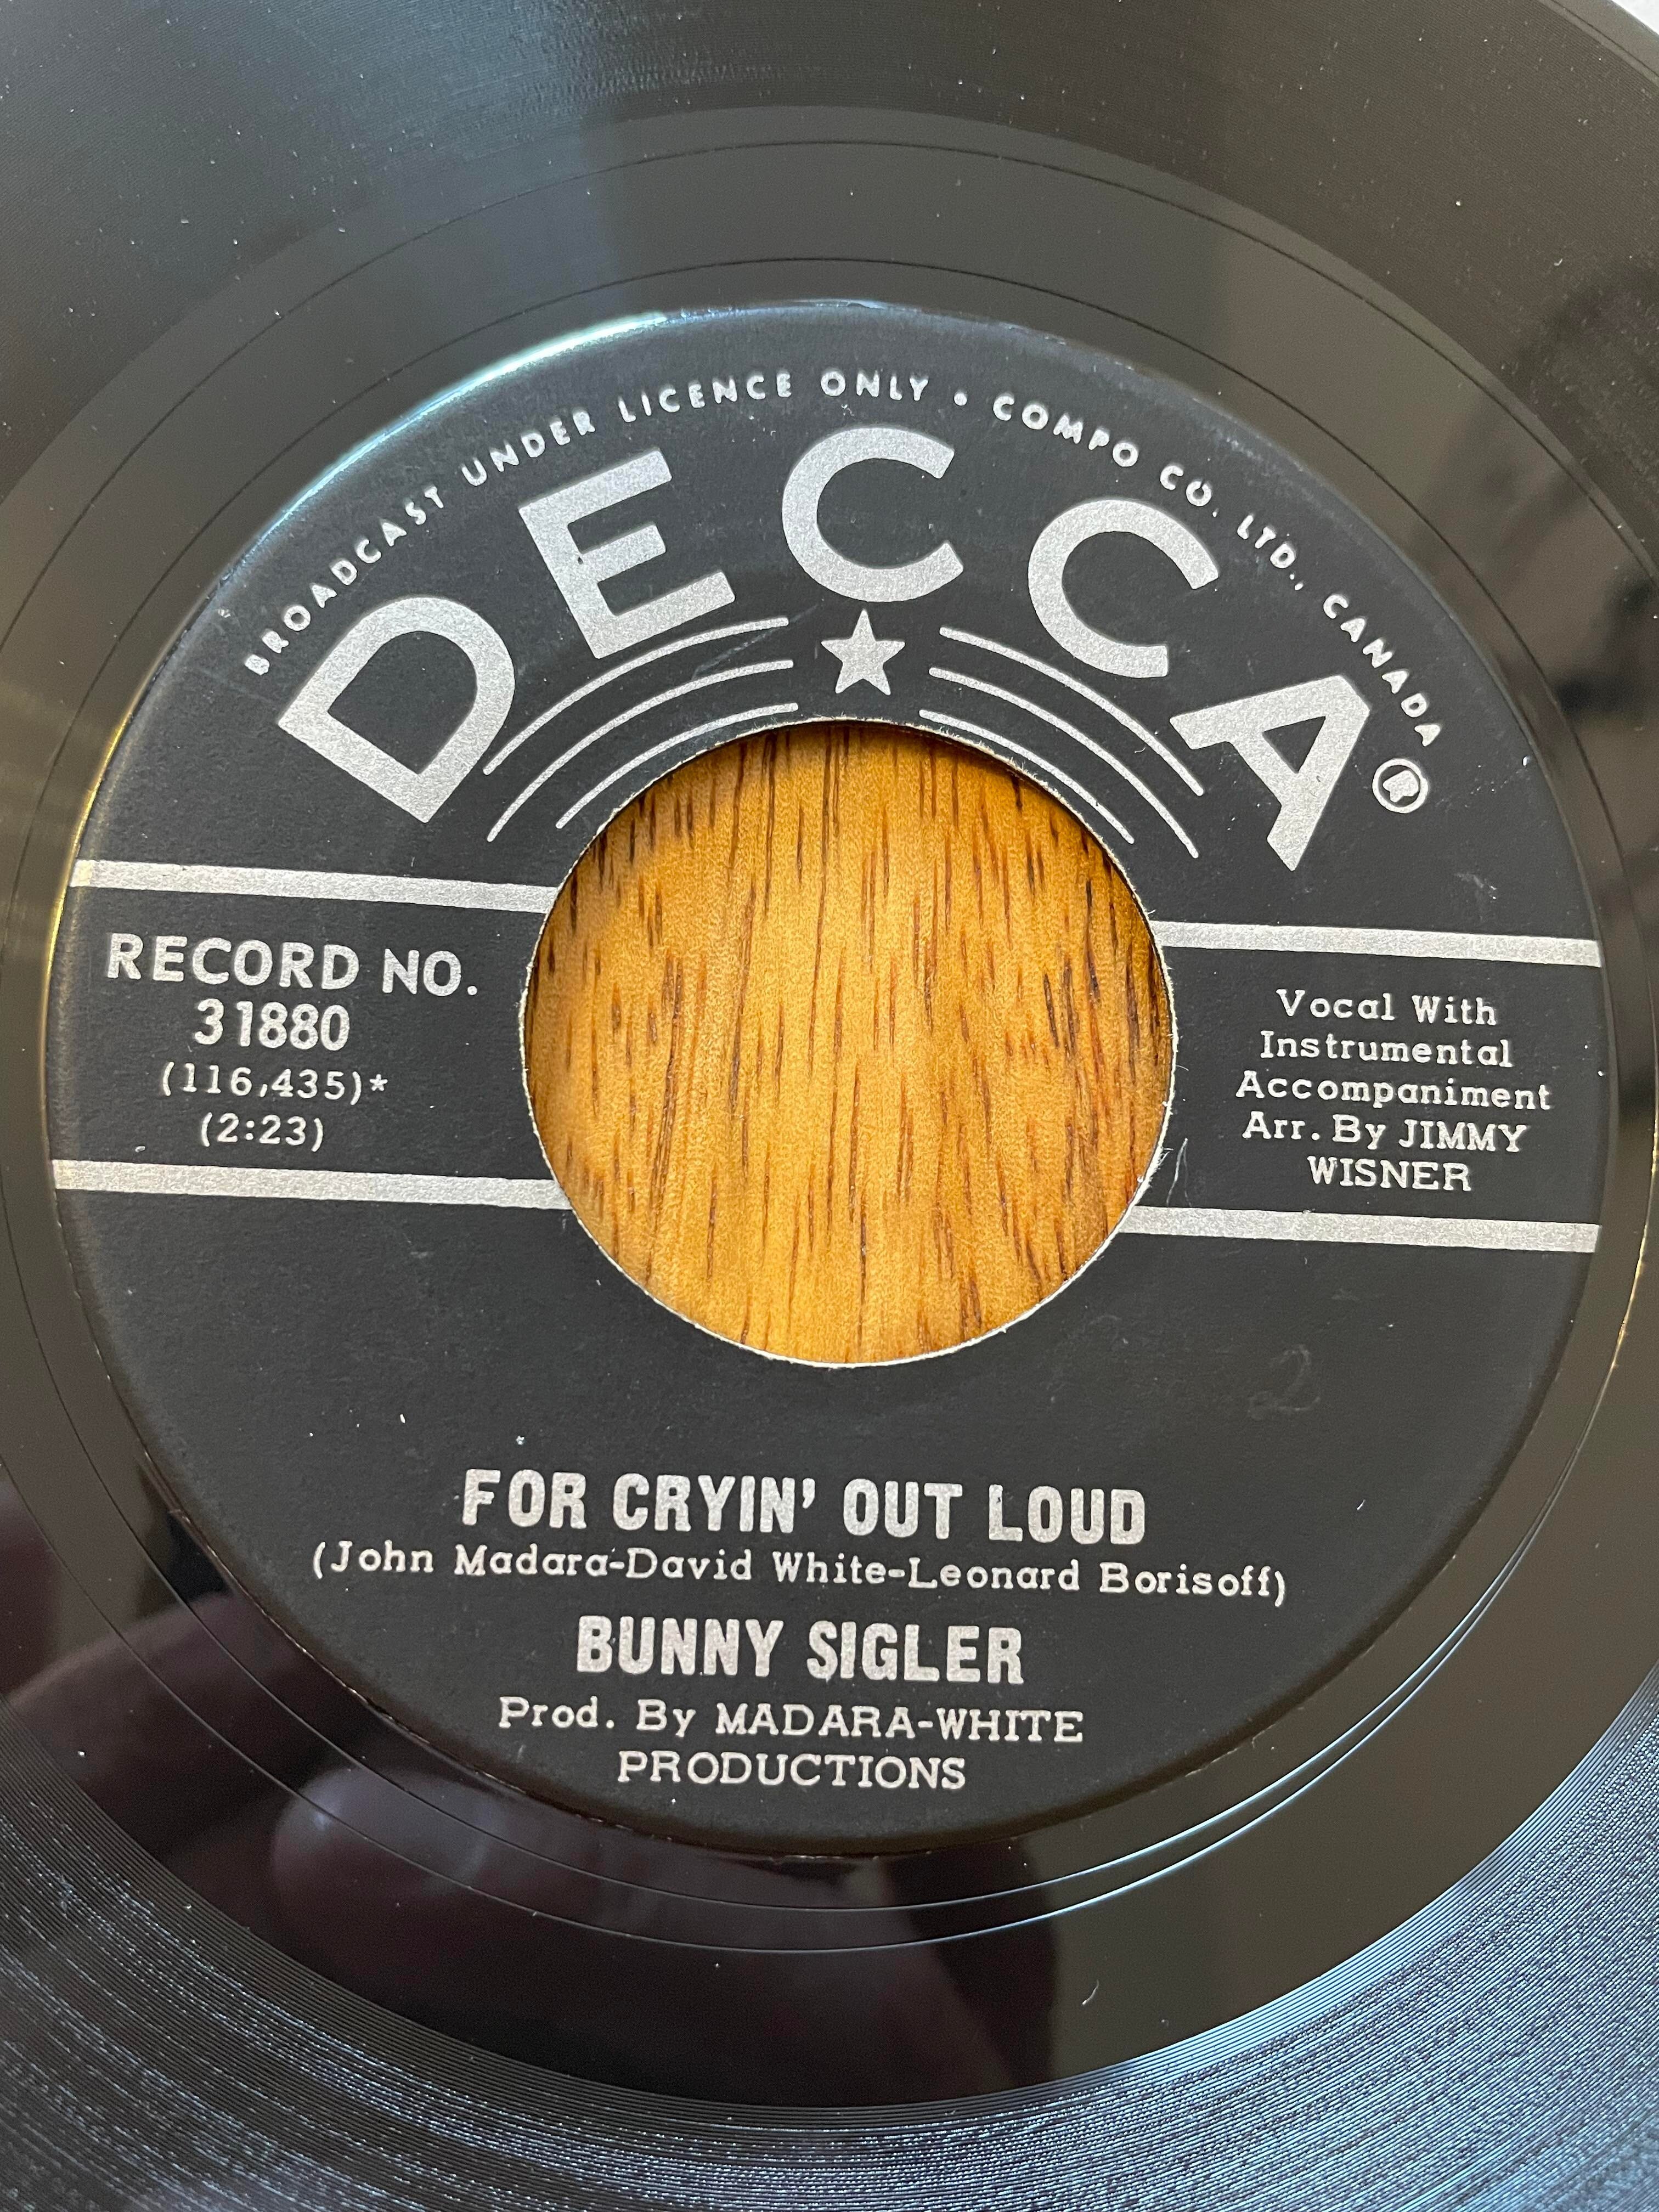 BROADCAST UNDER LICENCE ONLY • COMPO CO. LTD., CANADA
DECCA ®
RECORD NO.
31880
(116,435)*
(2:23)
Vocal With
Instrumental
Accompaniment
Arr. By JIMMY
WISNER
FOR CRYIN' OUT LOUD
(John Madara-David White-Leonard Borisoff)
BUNNY SIGLER
Prod. By MADARA-WHITE
PRODUCTIONS